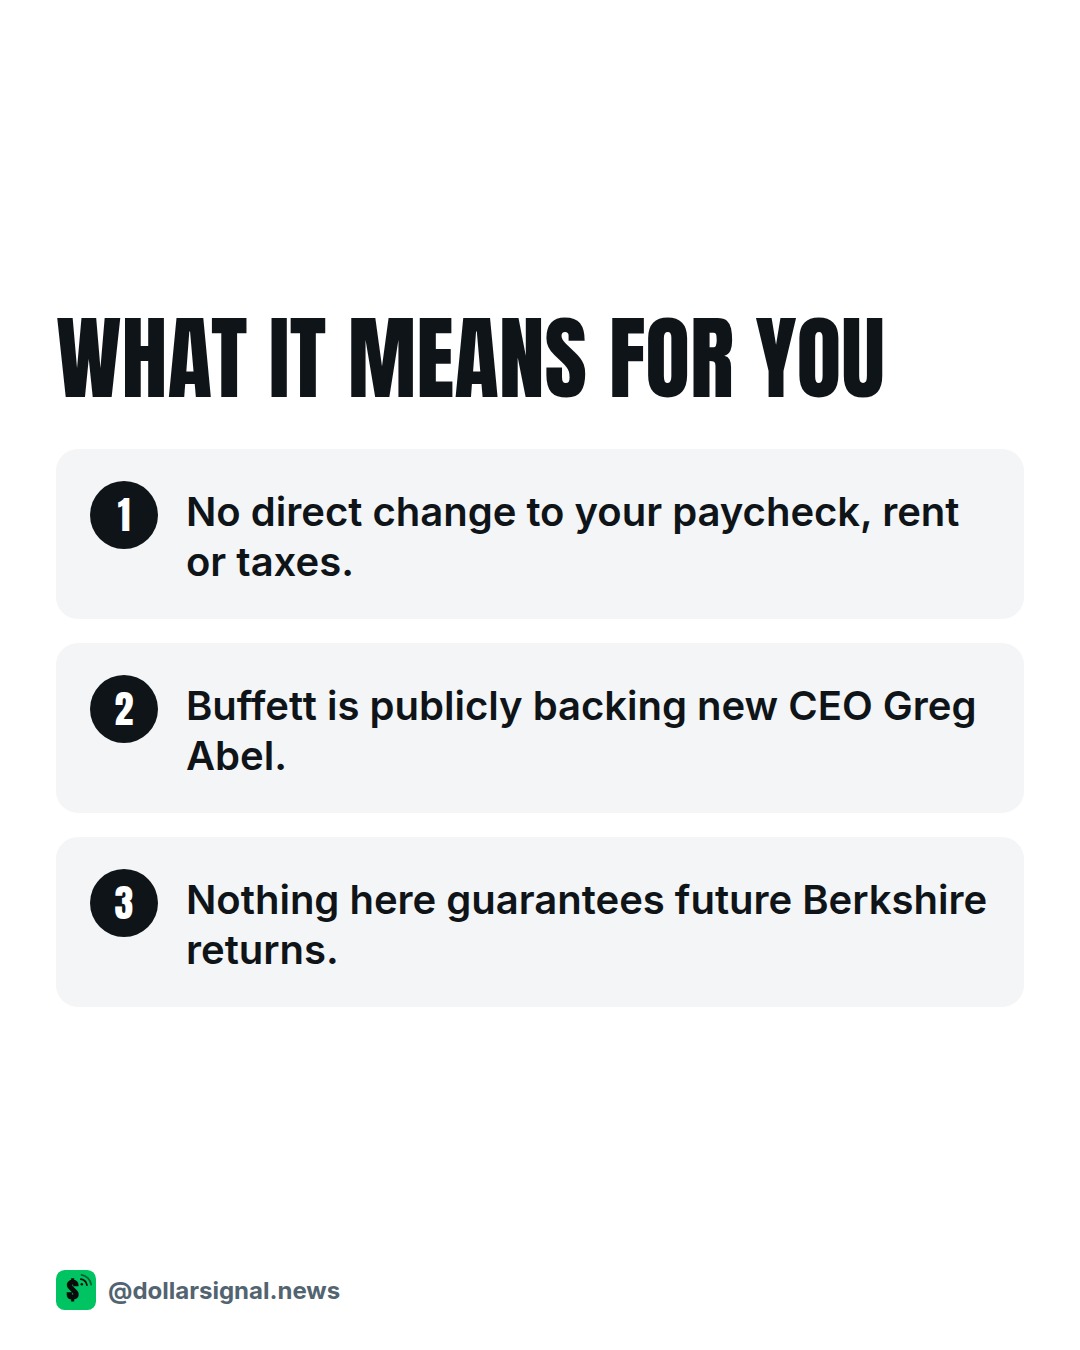 WHAT IT MEANS FOR YOU
1 No direct change to your paycheck, rent
or taxes.
2 Buffett is publicly backing new CEO Greg
Abel.
3 Nothing here guarantees future Berkshire
returns.
$ @dollarsignal.news